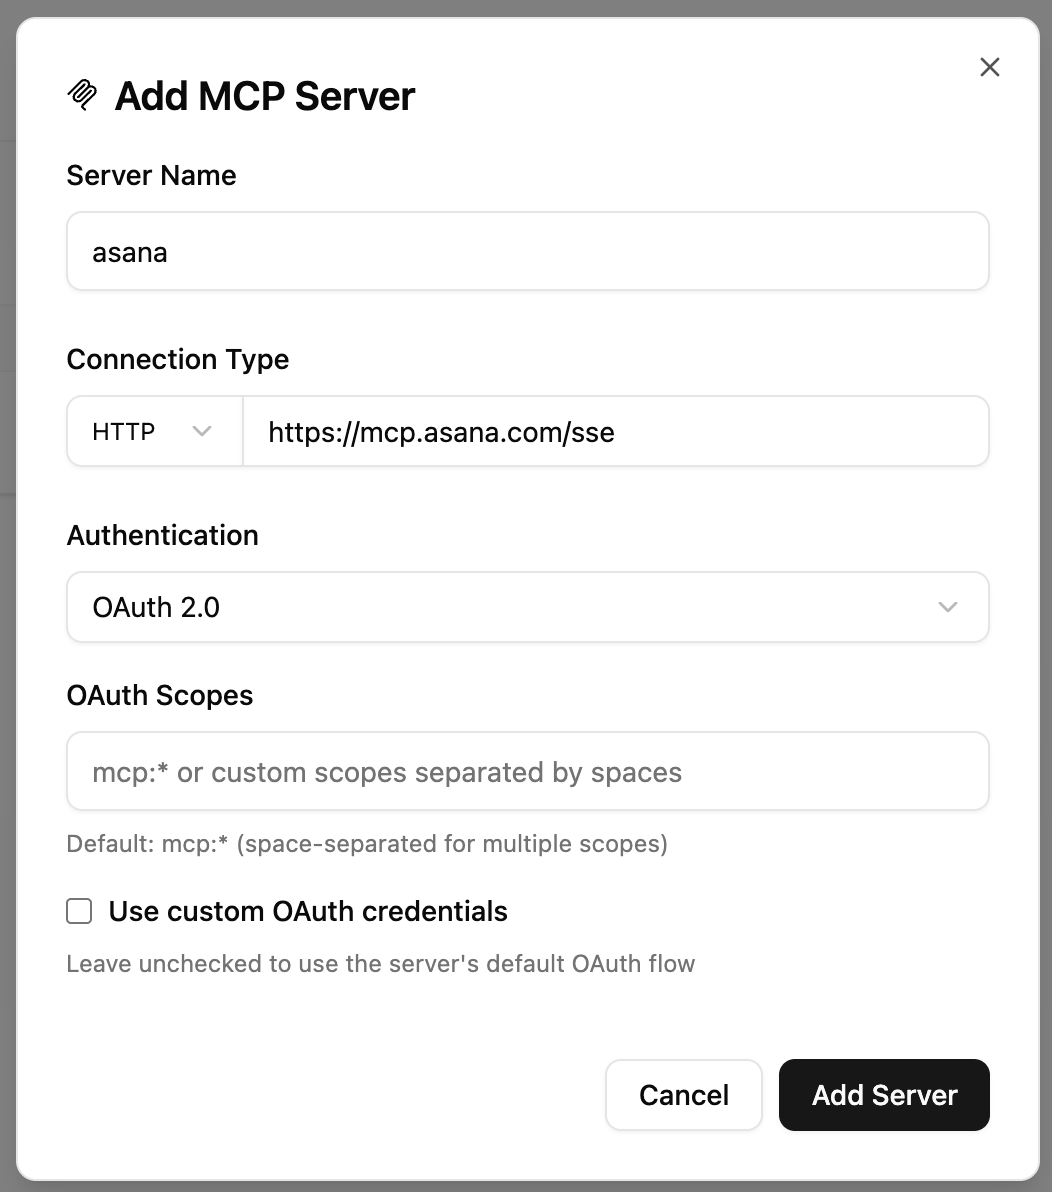 Add MCP Server
Server Name
asana
Connection Type
HTTP https://mcp.asana.com/sse
Authentication
OAuth 2.0
OAuth Scopes
mcp:* or custom scopes separated by spaces
Default: mcp:* (space-separated for multiple scopes)
Use custom OAuth credentials
Leave unchecked to use the server's default OAuth flow
Cancel Add Server